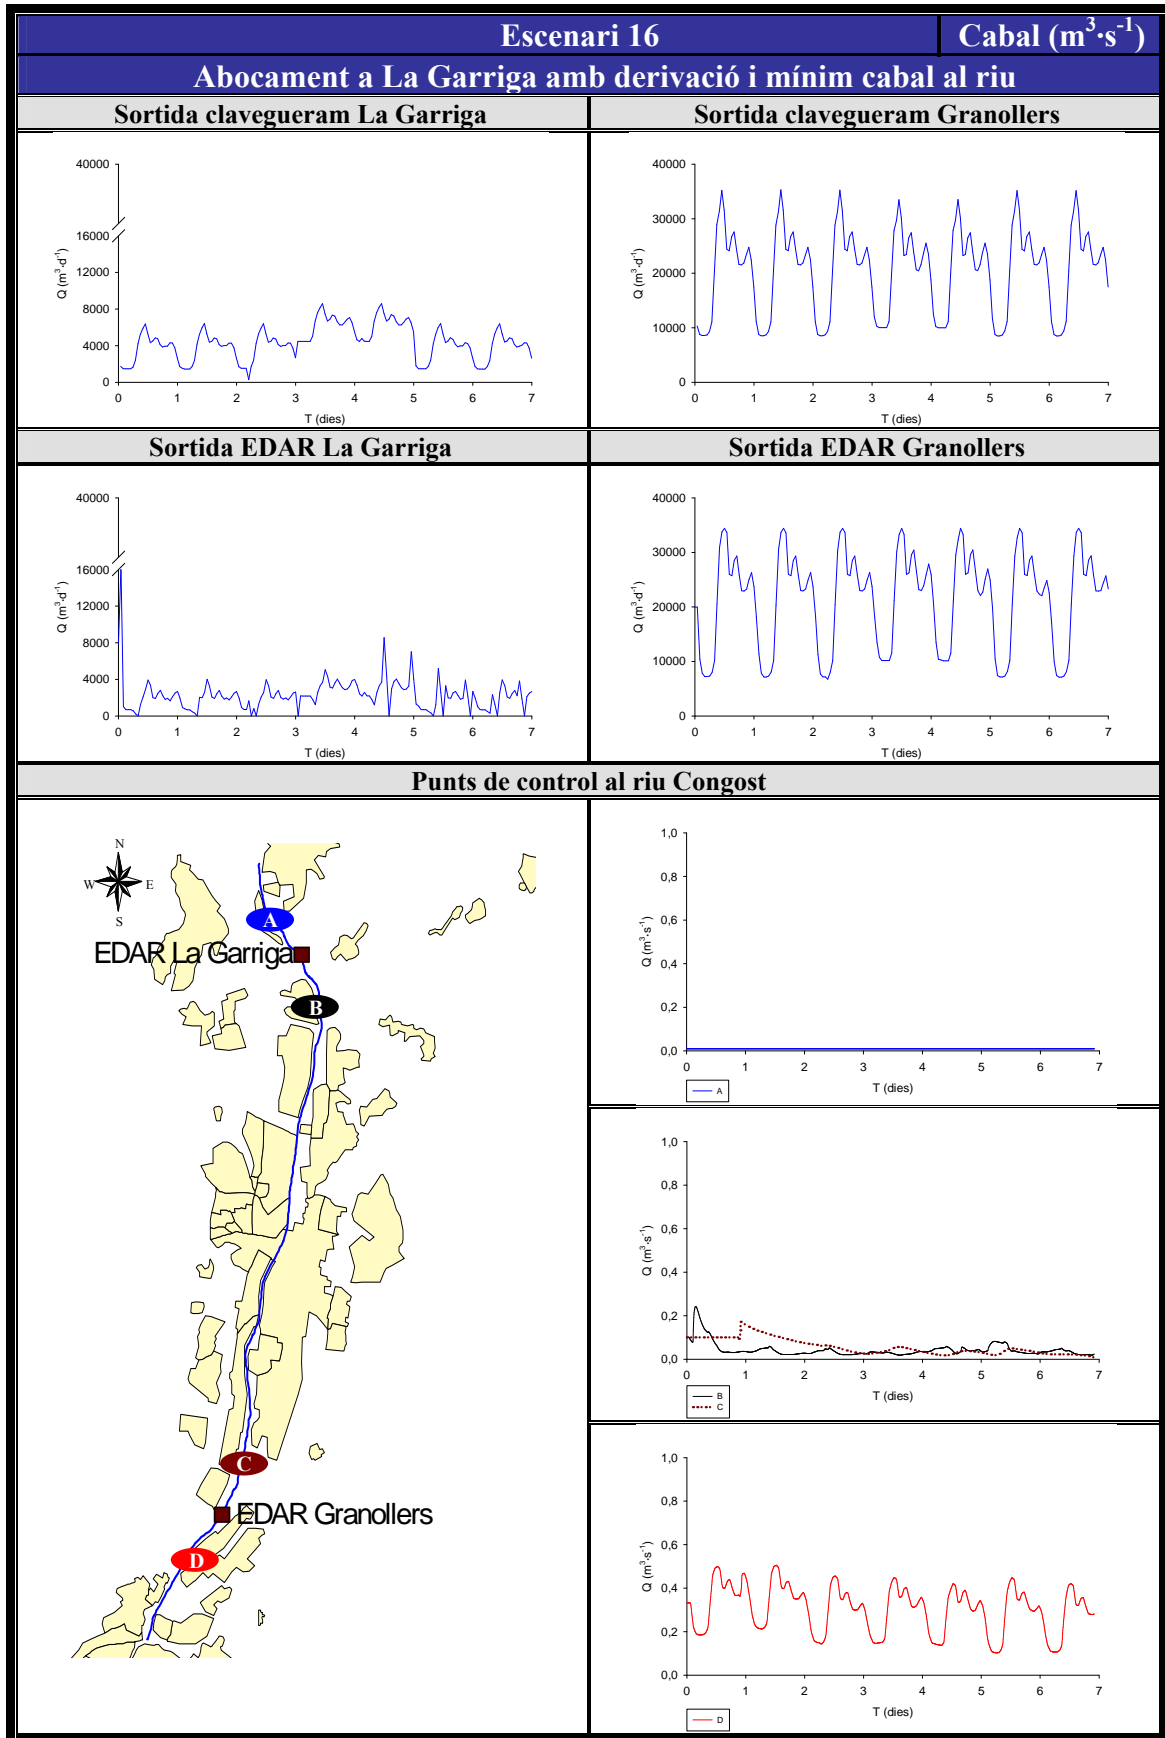 Escenari 16
Cabal (m³·s⁻¹)
Abocament a La Garriga amb derivació i mínim cabal al riu
Sortida clavegueram La Garriga
Sortida clavegueram Granollers
40000
16000
12000
8000
4000
0
Q (m³·d⁻¹)
0 1 2 3 4 5 6 7
T (dies)
40000
30000
20000
10000
0
Q (m³·d⁻¹)
0 1 2 3 4 5 6 7
T (dies)
Sortida EDAR La Garriga
Sortida EDAR Granollers
40000
16000
12000
8000
4000
0
Q (m³·d⁻¹)
0 1 2 3 4 5 6 7
T (dies)
40000
30000
20000
10000
0
Q (m³·d⁻¹)
0 1 2 3 4 5 6 7
T (dies)
Punts de control al riu Congost
N
W E
S
A
EDAR La Garriga
B
C
EDAR Granollers
D
1,0
0,8
0,6
0,4
0,2
0,0
Q (m³·s⁻¹)
0 1 2 3 4 5 6 7
T (dies)
A
1,0
0,8
0,6
0,4
0,2
0,0
Q (m³·s⁻¹)
0 1 2 3 4 5 6 7
T (dies)
B
C
1,0
0,8
0,6
0,4
0,2
0,0
Q (m³·s⁻¹)
0 1 2 3 4 5 6 7
T (dies)
D